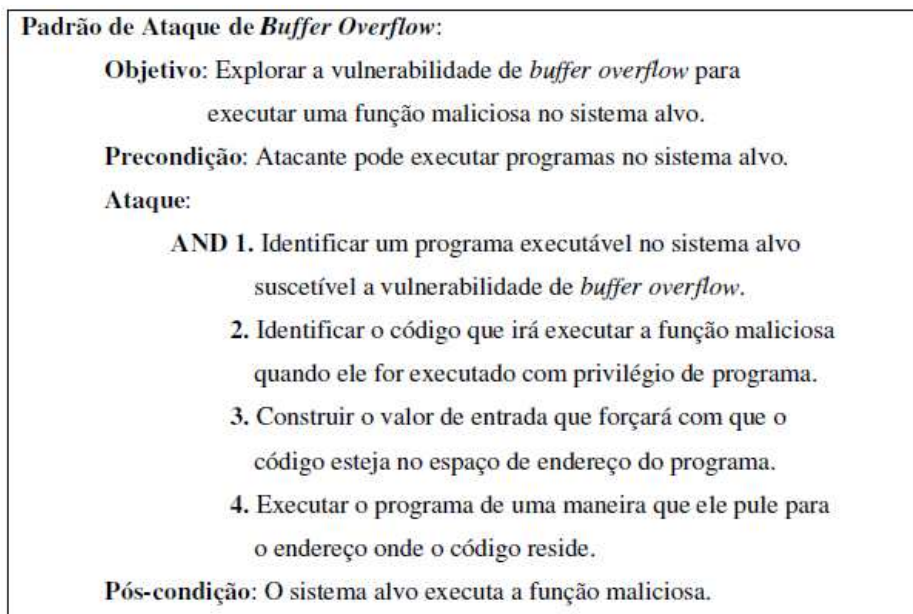 Padrão de Ataque de Buffer Overflow:
Objetivo: Explorar a vulnerabilidade de buffer overflow para
executar uma função maliciosa no sistema alvo.
Precondição: Atacante pode executar programas no sistema alvo.
Ataque:
AND 1. Identificar um programa executável no sistema alvo
suscetível a vulnerabilidade de buffer overflow.
2. Identificar o código que irá executar a função maliciosa
quando ele for executado com privilégio de programa.
3. Construir o valor de entrada que forçará com que o
código esteja no espaço de endereço do programa.
4. Executar o programa de uma maneira que ele pule para
o endereço onde o código reside.
Pós-condição: O sistema alvo executa a função maliciosa.